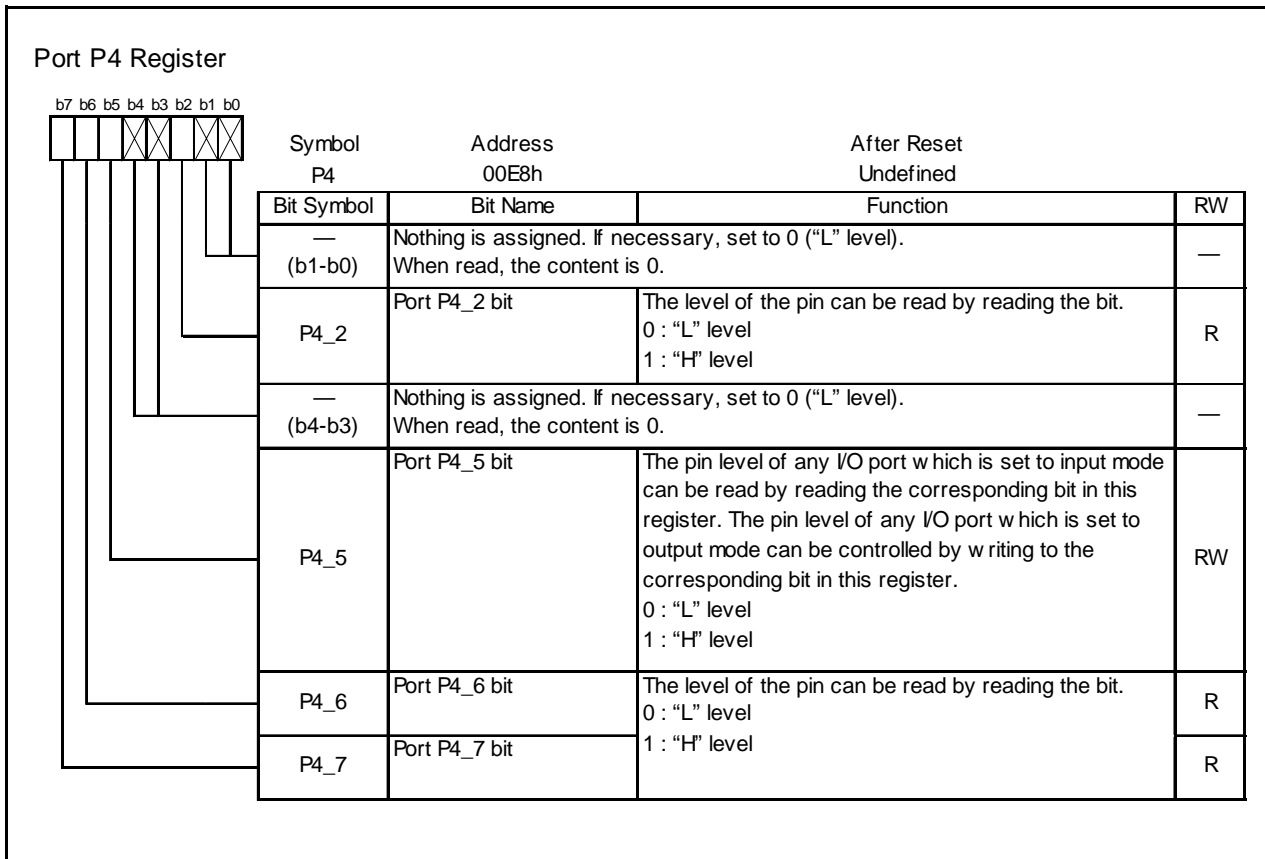 Port P4 Register
b7 b6 b5 b4 b3 b2 b1 b0
Symbol Address After Reset
P4 00E8h Undefined
Bit Symbol Bit Name Function RW
— (b1-b0) Nothing is assigned. If necessary, set to 0 (“L” level).
When read, the content is 0. —
P4_2 Port P4_2 bit The level of the pin can be read by reading the bit.
0 : “L” level
1 : “H” level R
— (b4-b3) Nothing is assigned. If necessary, set to 0 (“L” level).
When read, the content is 0. —
P4_5 Port P4_5 bit The pin level of any I/O port which is set to input mode
can be read by reading the corresponding bit in this
register. The pin level of any I/O port which is set to
output mode can be controlled by writing to the
corresponding bit in this register.
0 : “L” level
1 : “H” level RW
P4_6 Port P4_6 bit The level of the pin can be read by reading the bit.
0 : “L” level R
P4_7 Port P4_7 bit 1 : “H” level R